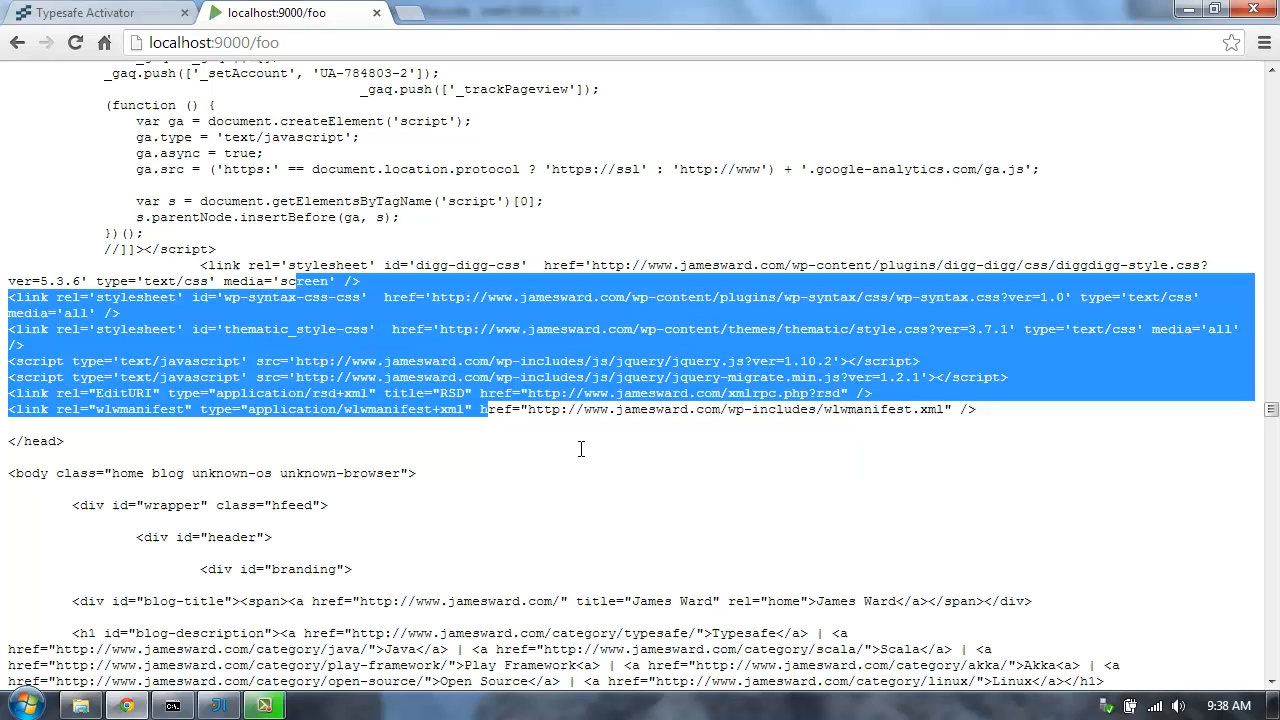 Typesafe Activator
localhost:9000/foo
localhost:9000/foo
_gaq.push(['_setAccount', 'UA-784803-2']);
_gaq.push(['_trackPageview']);
(function () {
var ga = document.createElement('script');
ga.type = 'text/javascript';
ga.async = true;
ga.src = ('https:' == document.location.protocol ? 'https://ssl' : 'http://www') + '.google-analytics.com/ga.js';
var s = document.getElementsByTagName('script')[0];
s.parentNode.insertBefore(ga, s);
})();
//]]></script>
<link rel='stylesheet' id='digg-digg-css'  href='http://www.jamesward.com/wp-content/plugins/digg-digg/css/diggdigg-style.css?
ver=5.3.6' type='text/css' media='screen' />
<link rel='stylesheet' id='wp-syntax-css-css'  href='http://www.jamesward.com/wp-content/plugins/wp-syntax/css/wp-syntax.css?ver=1.0' type='text/css'
media='all' />
<link rel='stylesheet' id='thematic_style-css'  href='http://www.jamesward.com/wp-content/themes/thematic/style.css?ver=3.7.1' type='text/css' media='all'
/>
<script type='text/javascript' src='http://www.jamesward.com/wp-includes/js/jquery/jquery.js?ver=1.10.2'></script>
<script type='text/javascript' src='http://www.jamesward.com/wp-includes/js/jquery/jquery-migrate.min.js?ver=1.2.1'></script>
<link rel="EditURI" type="application/rsd+xml" title="RSD" href="http://www.jamesward.com/xmlrpc.php?rsd" />
<link rel="wlwmanifest" type="application/wlwmanifest+xml" href="http://www.jamesward.com/wp-includes/wlwmanifest.xml" />
</head>
<body class="home blog unknown-os unknown-browser">
<div id="wrapper" class="hfeed">
<div id="header">
<div id="branding">
<div id="blog-title"><span><a href="http://www.jamesward.com/" title="James Ward" rel="home">James Ward</a></span></div>
<h1 id="blog-description"><a href="http://www.jamesward.com/category/typesafe/">Typesafe</a> | <a
href="http://www.jamesward.com/category/java/">Java</a> | <a href="http://www.jamesward.com/category/scala/">Scala</a> | <a
href="http://www.jamesward.com/category/play-framework/">Play Framework<a> | <a href="http://www.jamesward.com/category/akka/">Akka<a> | <a
href="http://www.jamesward.com/category/open-source/">Open Source</a> | <a href="http://www.jamesward.com/category/linux/">Linux</a></h1>
9:38 AM